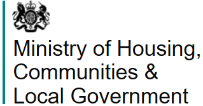 Ministry of Housing,
Communities &
Local Government